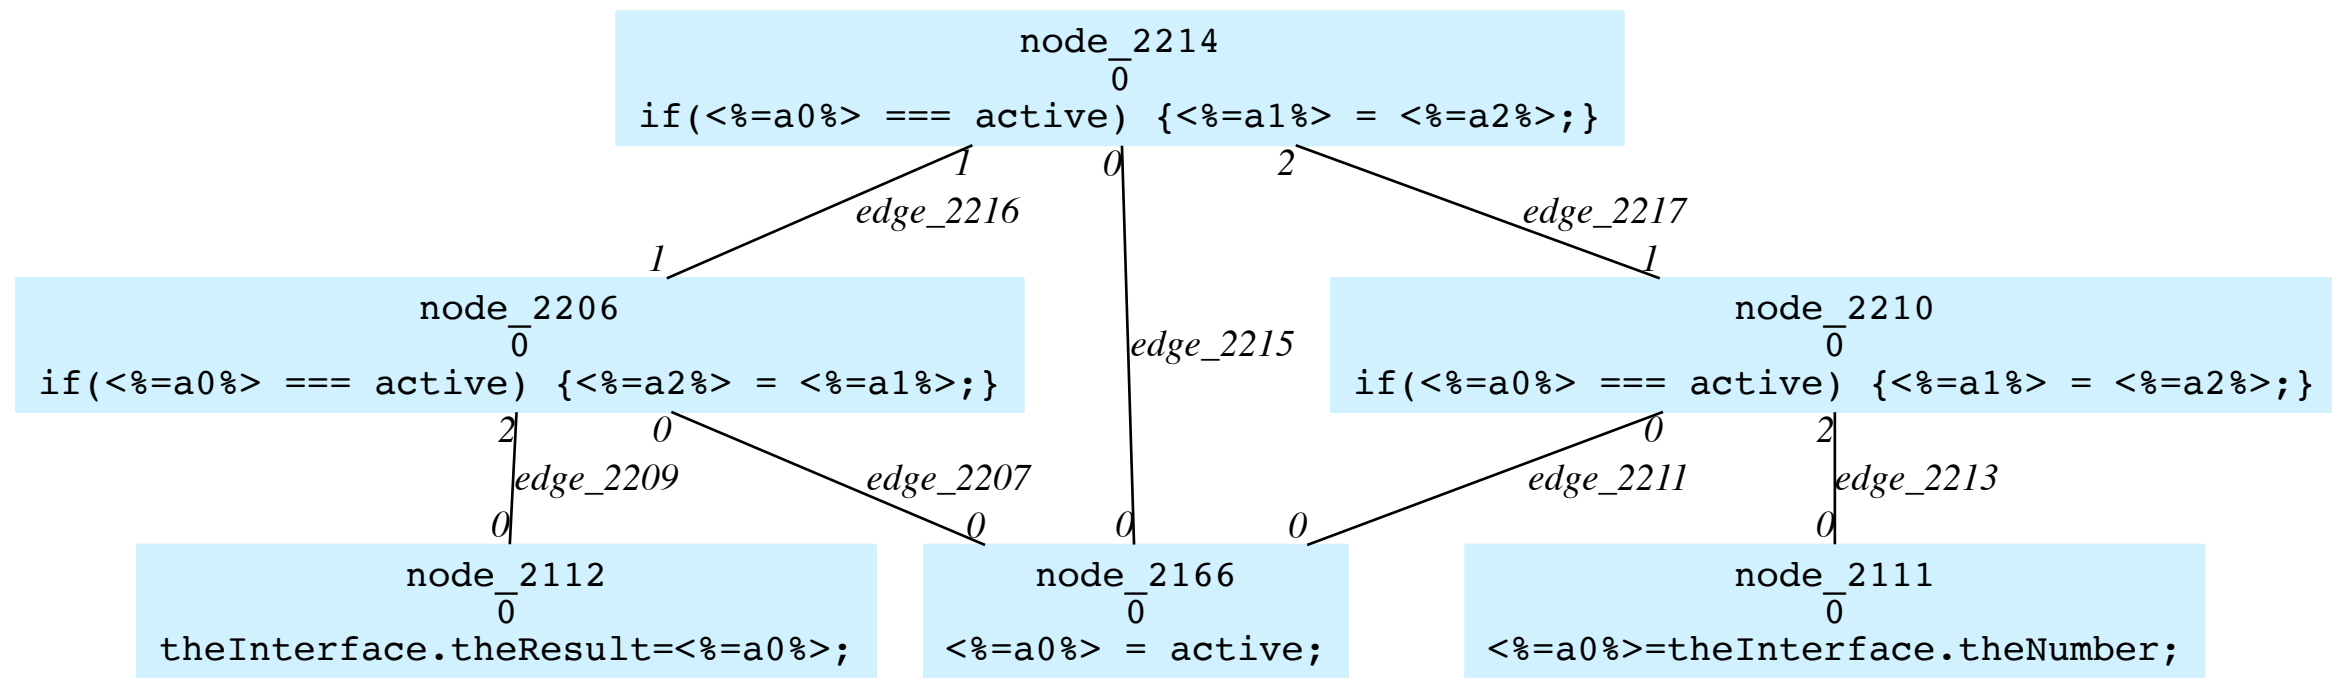 node_2214
0
if(<%=a0%> === active) {<%=a1%> = <%=a2%>;}
1 0 2
edge_2216 edge_2217
1 1
node_2206
0
if(<%=a0%> === active) {<%=a2%> = <%=a1%>;}
edge_2215
node_2210
0
if(<%=a0%> === active) {<%=a1%> = <%=a2%>;}
2 0 0 2
edge_2209 edge_2207 edge_2211 edge_2213
0 0 0 0 0
node_2112
0
theInterface.theResult=<%=a0%>;
node_2166
0
<%=a0%> = active;
node_2111
0
<%=a0%>=theInterface.theNumber;